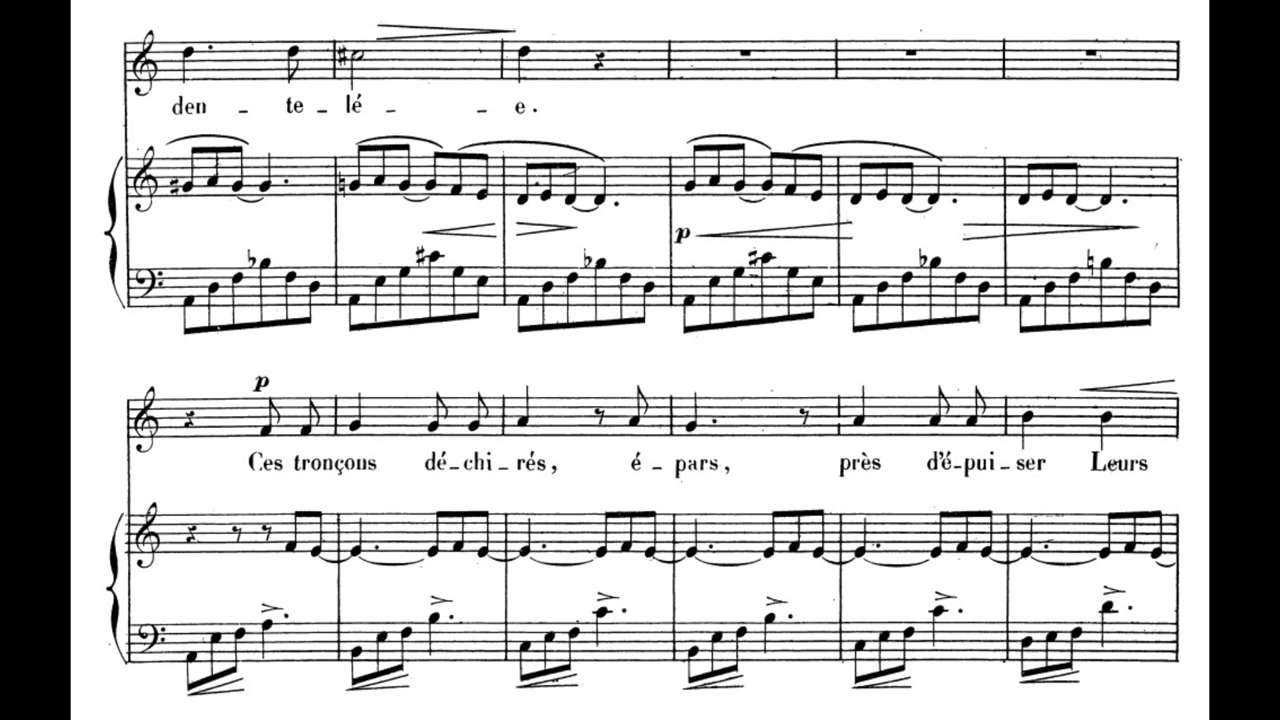 den - te - lé - - e.
p
p
Ces tronçons dé-chi-rés, é-pars, près d'é-pui-ser Leurs